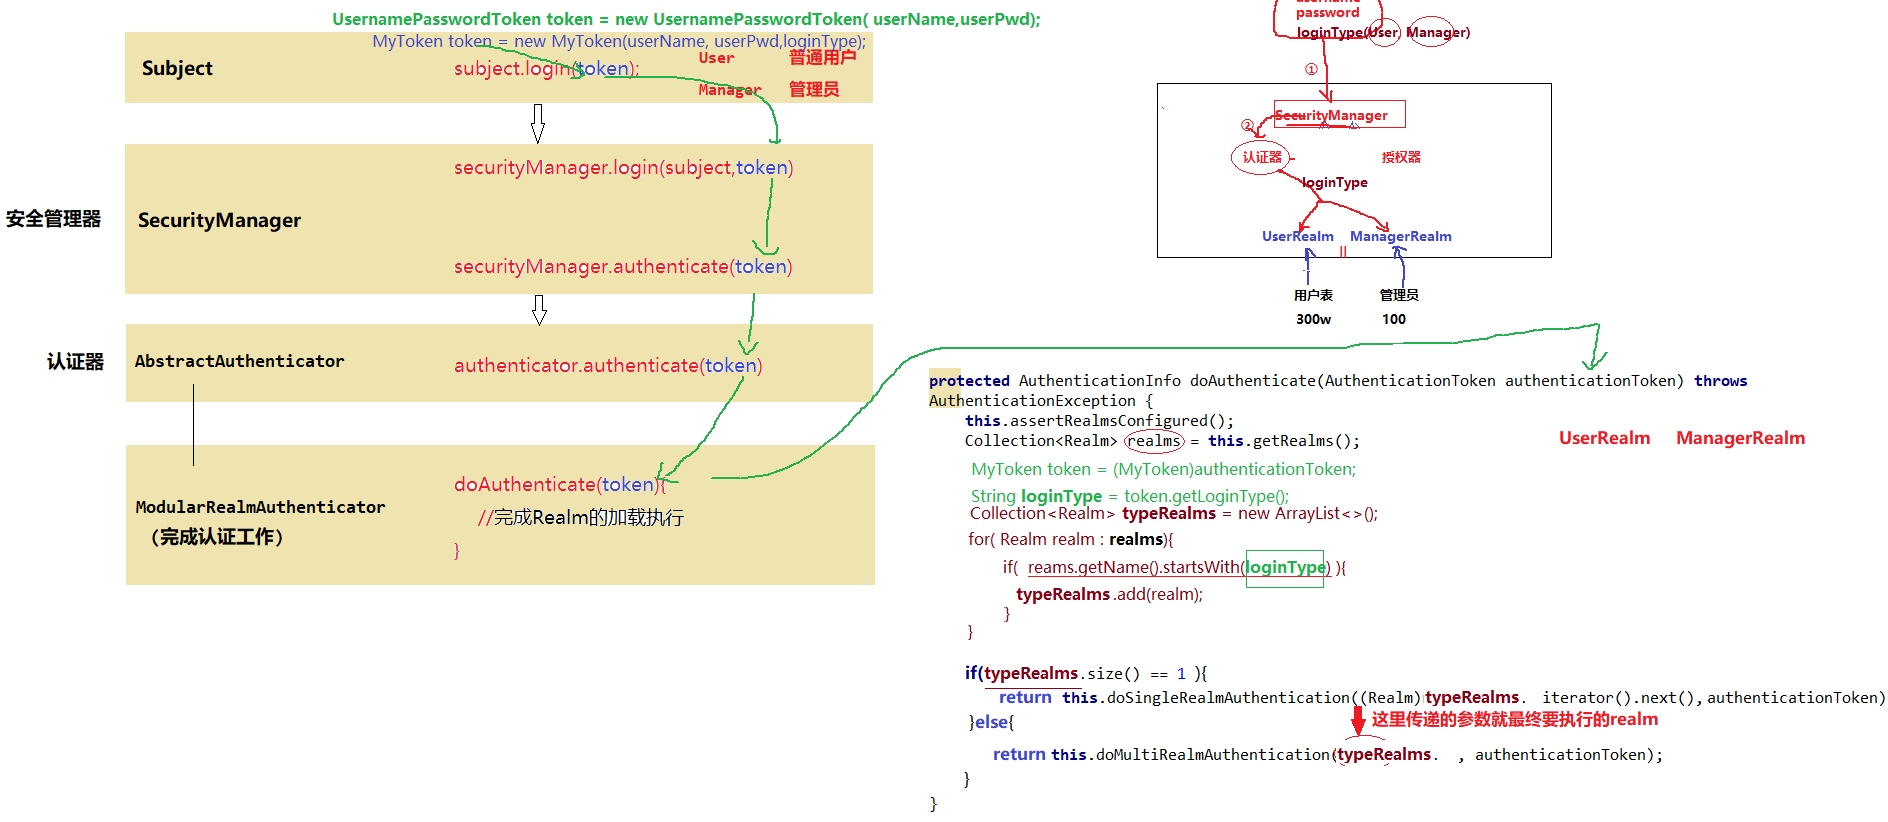 UsernamePasswordToken token = new UsernamePasswordToken( userName,userPwd);
MyToken token = new MyToken(userName, userPwd,loginType);
Subject
subject.login(token);
User 普通用户
Manager 管理员
securityManager.login(subject,token)
安全管理器
SecurityManager
securityManager.authenticate(token)
认证器
AbstractAuthenticator
authenticator.authenticate(token)
ModularRealmAuthenticator
（完成认证工作）
doAuthenticate(token){
//完成Realm的加载执行
}
password
loginType(User Manager)
①
SecurityManager
②
认证器
授权器
loginType
UserRealm ManagerRealm
用户表 管理员
300w 100
protected AuthenticationInfo doAuthenticate(AuthenticationToken authenticationToken) throws
AuthenticationException {
this.assertRealmsConfigured();
Collection<Realm> realms = this.getRealms();
UserRealm ManagerRealm
MyToken token = (MyToken)authenticationToken;
String loginType = token.getLoginType();
Collection<Realm> typeRealms = new ArrayList<>();
for( Realm realm : realms){
if( reams.getName().startsWith(loginType) ){
typeRealms.add(realm);
}
}
if(typeRealms.size() == 1 ){
return this.doSingleRealmAuthentication((Realm)typeRealms. iterator().next(),authenticationToken)
}else{
这里传递的参数就最终要执行的realm
return this.doMultiRealmAuthentication(typeRealms. , authenticationToken);
}
}